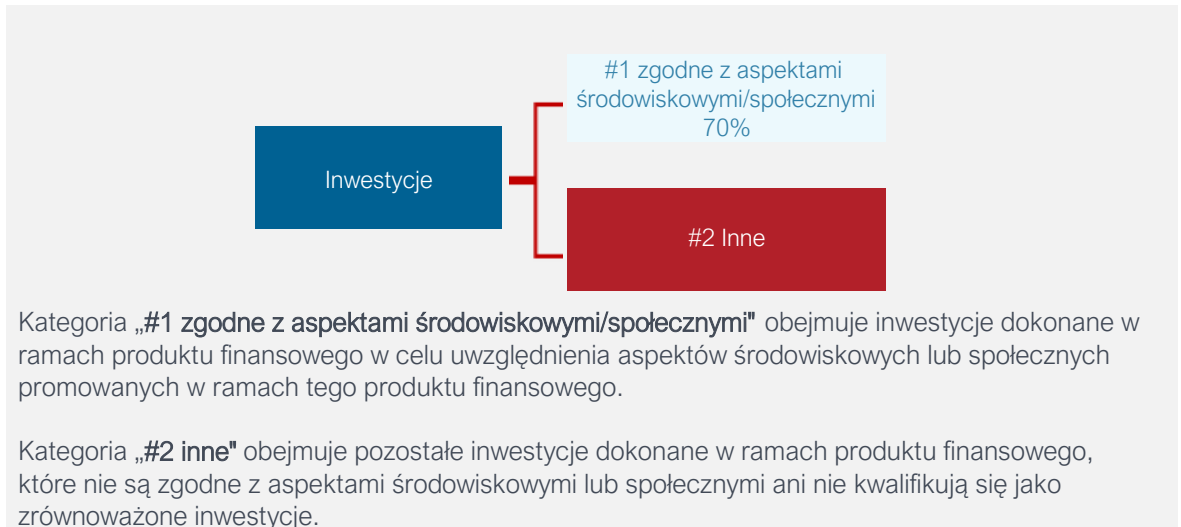 #1 zgodne z aspektami
środowiskowymi/społecznymi
70%
Inwestycje
#2 Inne
Kategoria „#1 zgodne z aspektami środowiskowymi/społecznymi" obejmuje inwestycje dokonane w
ramach produktu finansowego w celu uwzględnienia aspektów środowiskowych lub społecznych
promowanych w ramach tego produktu finansowego.
Kategoria „#2 inne" obejmuje pozostałe inwestycje dokonane w ramach produktu finansowego,
które nie są zgodne z aspektami środowiskowymi lub społecznymi ani nie kwalifikują się jako
zrównoważone inwestycje.